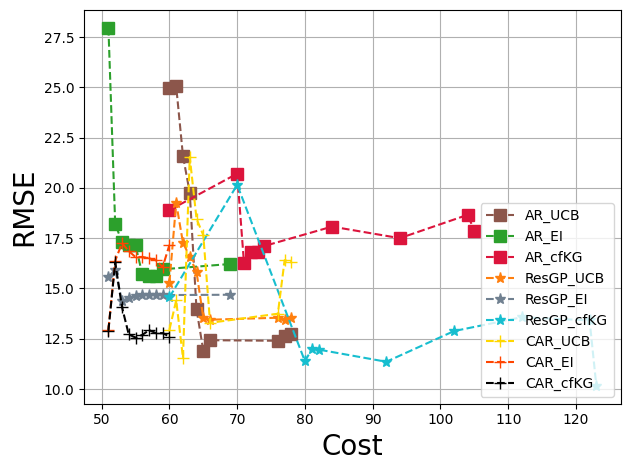 27.5
25.0
22.5
20.0
17.5
15.0
12.5
10.0
RMSE
50 60 70 80 90 100 110 120
Cost
AR_UCB
AR_EI
AR_cfKG
ResGP_UCB
ResGP_EI
ResGP_cfKG
CAR_UCB
CAR_EI
CAR_cfKG